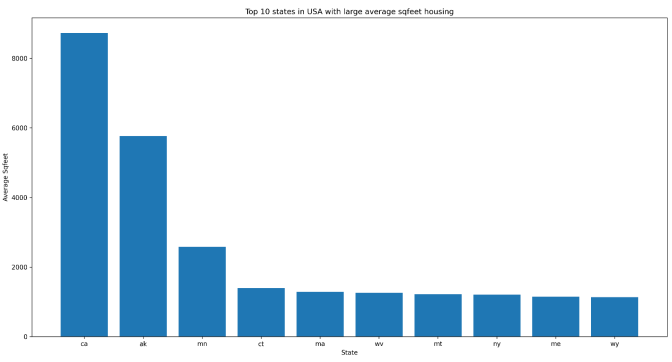 Top 10 states in USA with large average sqfeet housing
Average Sqfeet
8000
6000
4000
2000
0
ca ak mn ct ma wv mt ny me wy
State